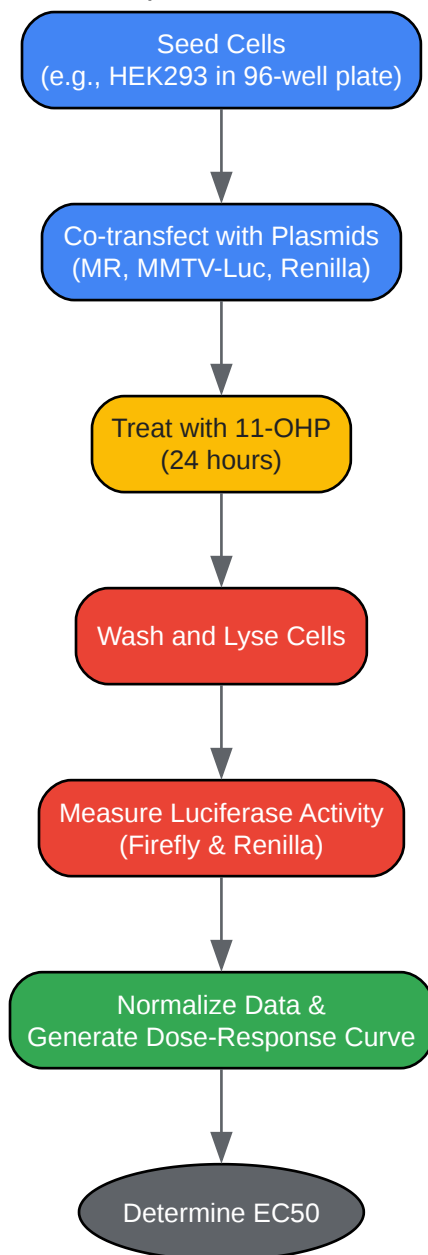 Seed Cells
(e.g., HEK293 in 96-well plate)
Co-transfect with Plasmids
(MR, MMTV-Luc, Renilla)
Treat with 11-OHP
(24 hours)
Wash and Lyse Cells
Measure Luciferase Activity
(Firefly & Renilla)
Normalize Data &
Generate Dose-Response Curve
Determine EC50